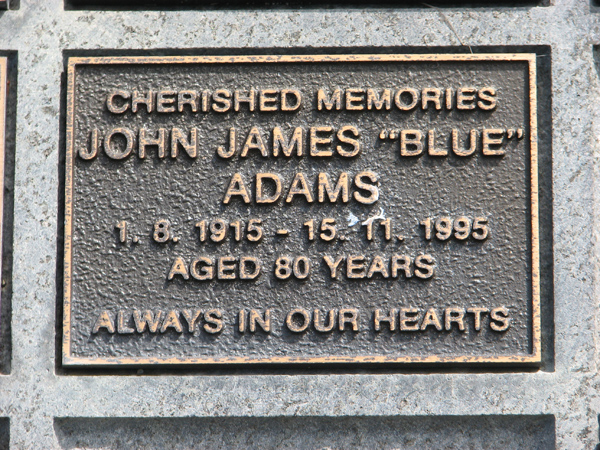 CHERISHED MEMORIES
JOHN JAMES “BLUE”
ADAMS
1. 8. 1915 - 15. 11. 1995
AGED 80 YEARS
ALWAYS IN OUR HEARTS